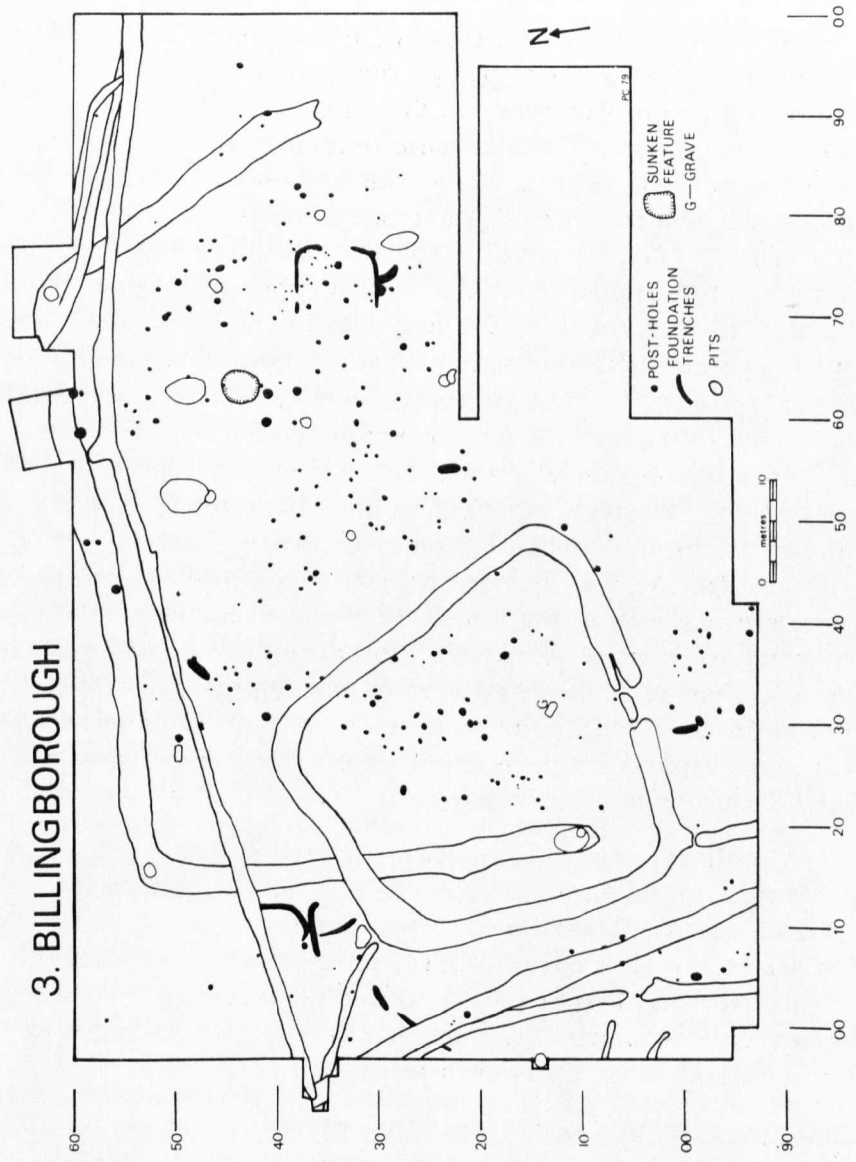 3. BILLINGBOROUGH
60
50
40
30
20
10
00
90
00
10
20
30
40
50
60
70
80
90
00
N
PC 79
0 metres 10
POST-HOLES
FOUNDATION
TRENCHES
PITS
SUNKEN
FEATURE
G—GRAVE